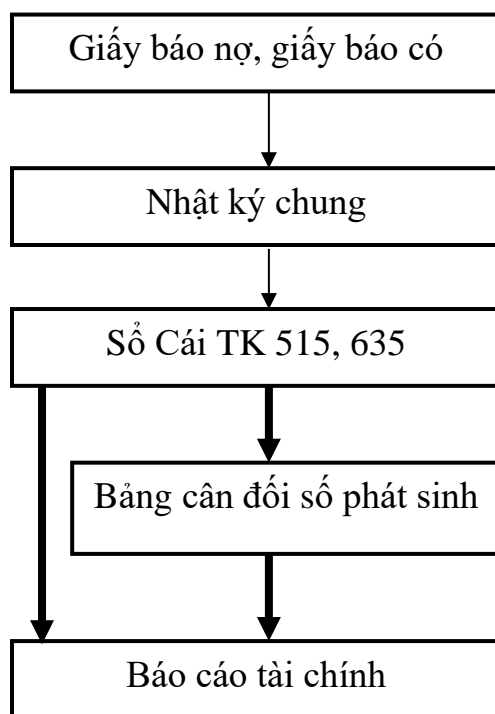 Giấy báo nợ, giấy báo có
Nhật ký chung
Sổ Cái TK 515, 635
Bảng cân đối số phát sinh
Báo cáo tài chính